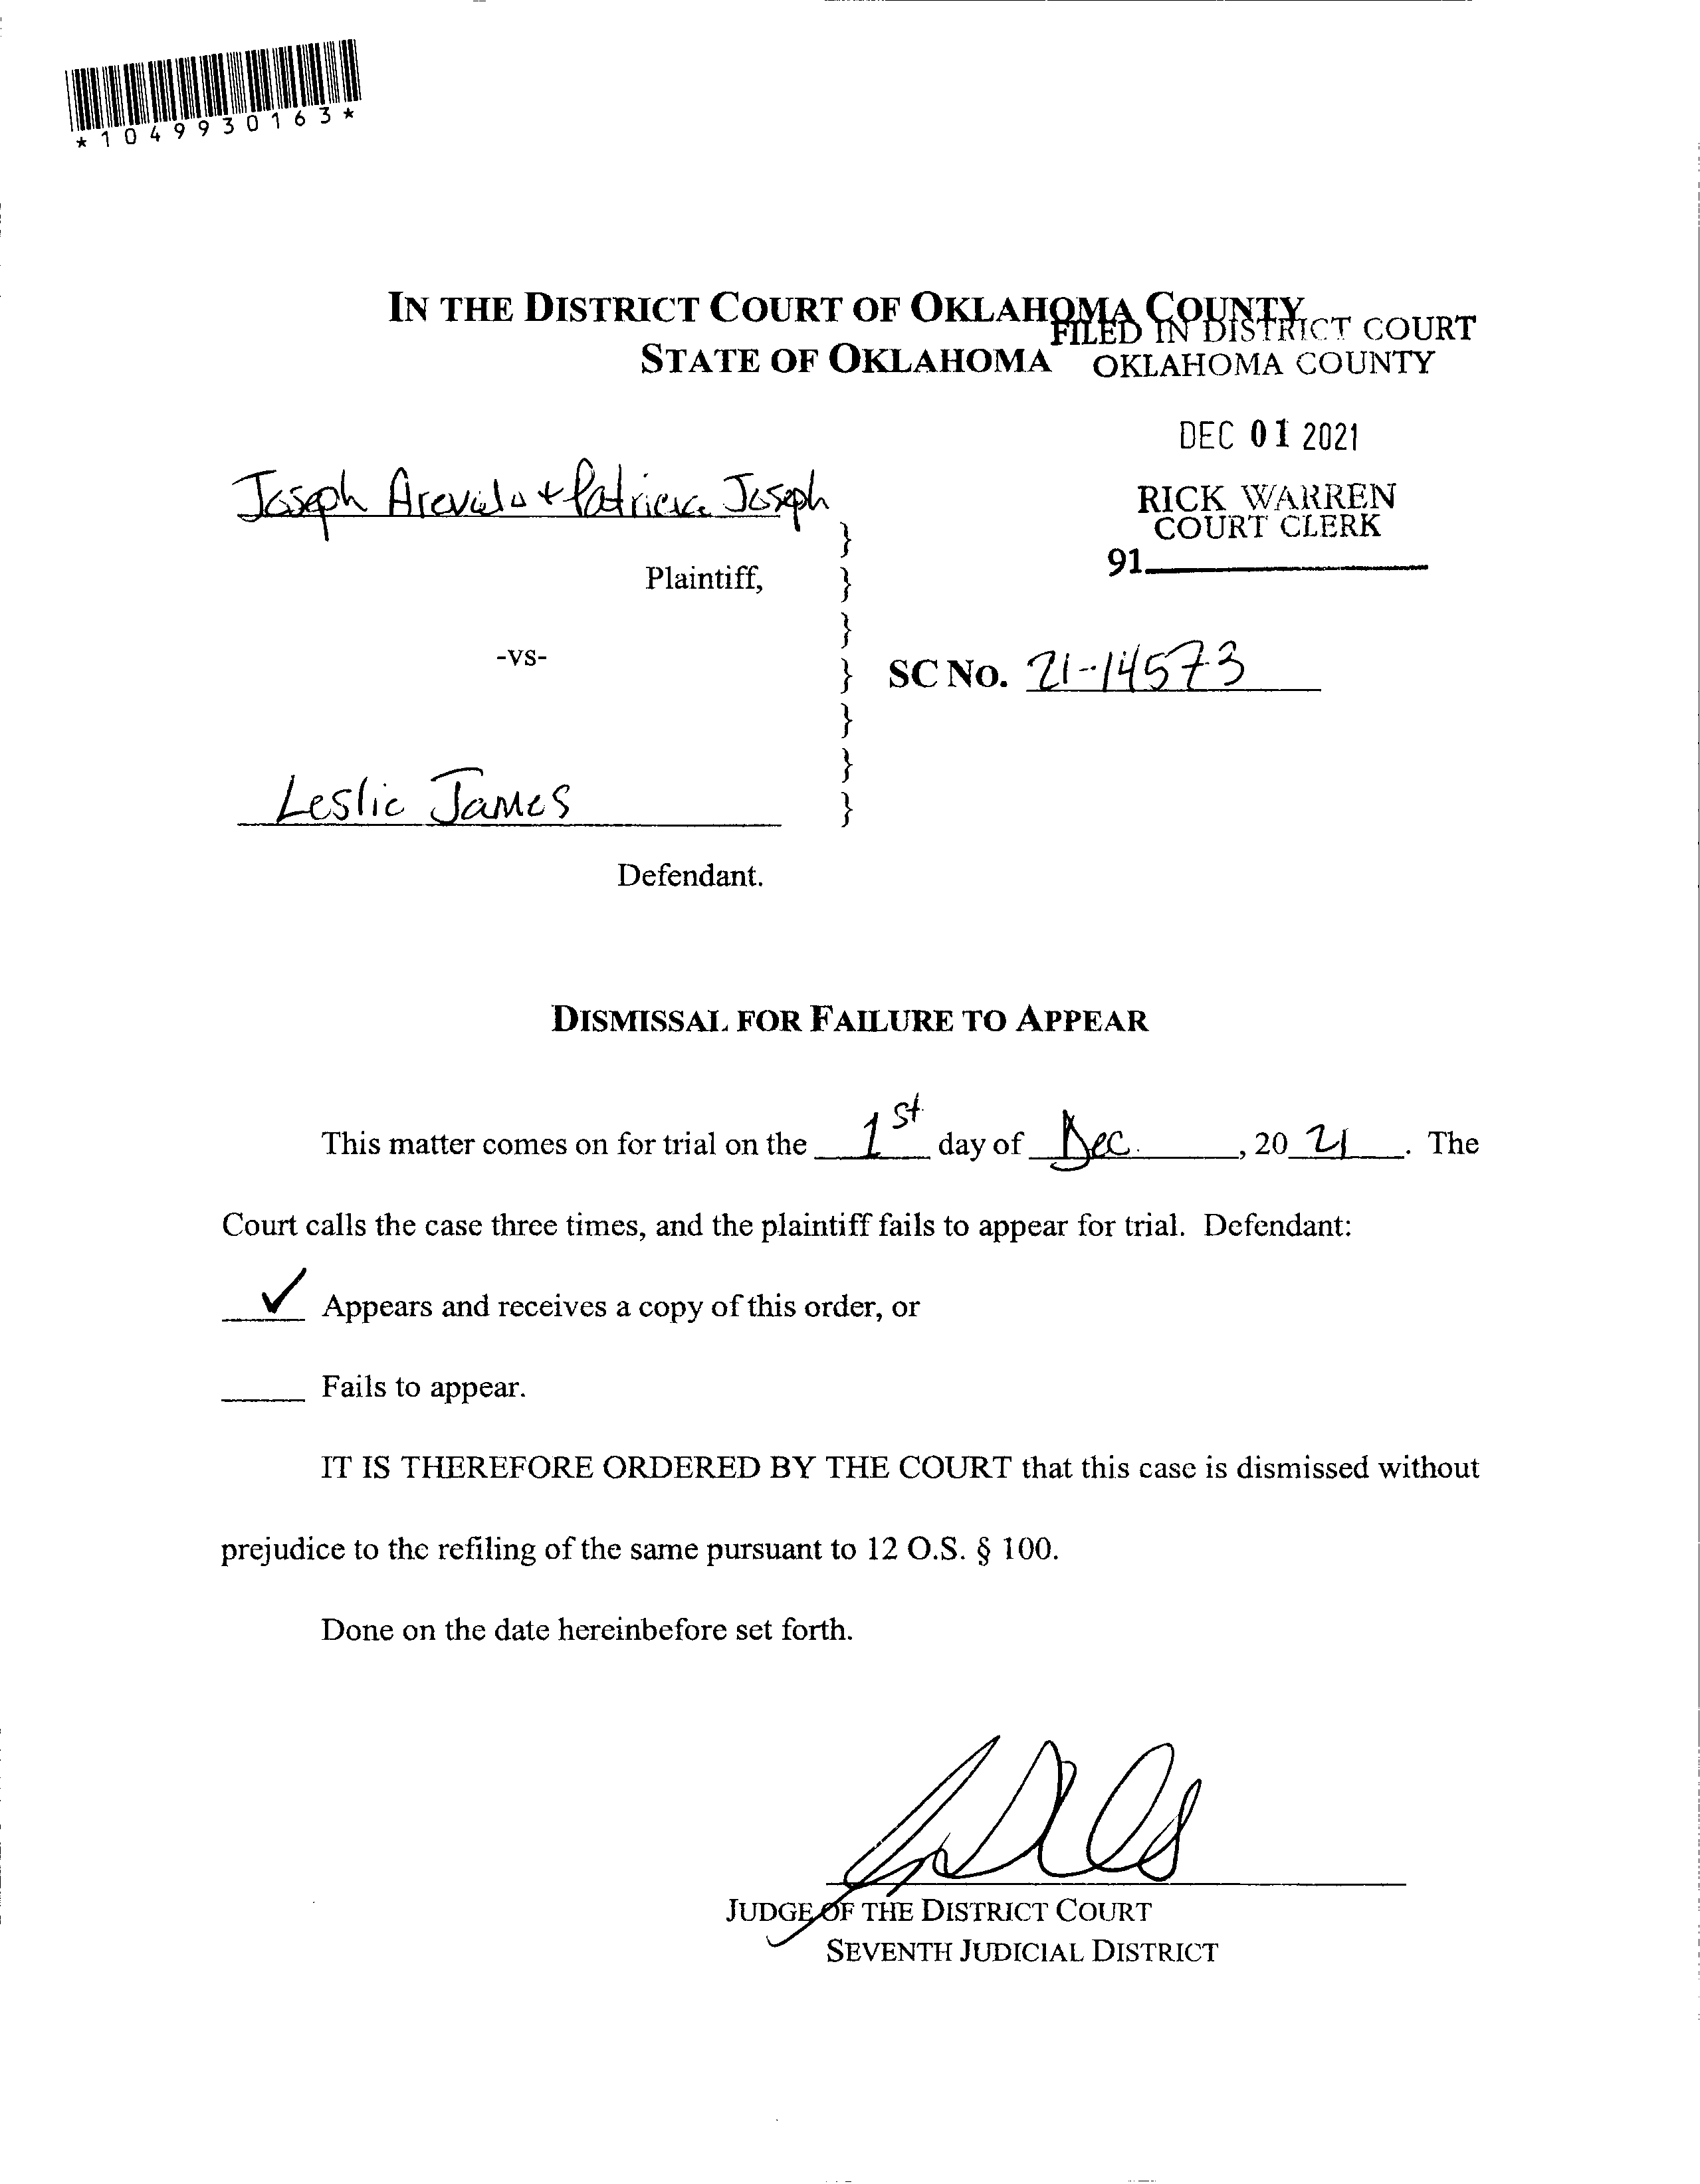 *1049930163*
IN THE DISTRICT COURT OF OKLAHOMA COUNTY
STATE OF OKLAHOMA
FILED IN DISTRICT COURT
OKLAHOMA COUNTY
DEC 01 2021
RICK WARREN
COURT CLERK
91
Joseph Arevalo + Patricia Joseph
Plaintiff,
-vs-
SC No. 21-14573
Leslie James
Defendant.
DISMISSAL FOR FAILURE TO APPEAR
This matter comes on for trial on the 1st day of Dec. , 20 21 . The
Court calls the case three times, and the plaintiff fails to appear for trial. Defendant:
✓ Appears and receives a copy of this order, or
Fails to appear.
IT IS THEREFORE ORDERED BY THE COURT that this case is dismissed without
prejudice to the refiling of the same pursuant to 12 O.S. § 100.
Done on the date hereinbefore set forth.
JUDGE OF THE DISTRICT COURT
SEVENTH JUDICIAL DISTRICT